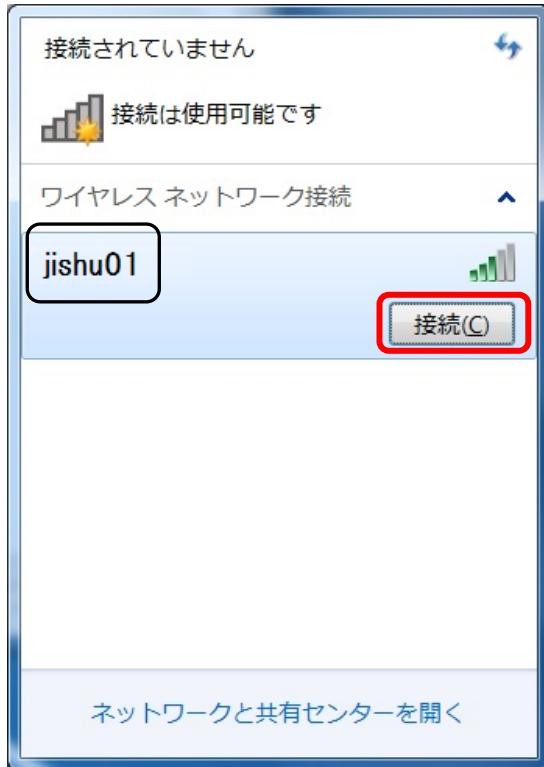 接続されていません
接続は使用可能です
ワイヤレス ネットワーク接続
jishu01
接続(C)
ネットワークと共有センターを開く